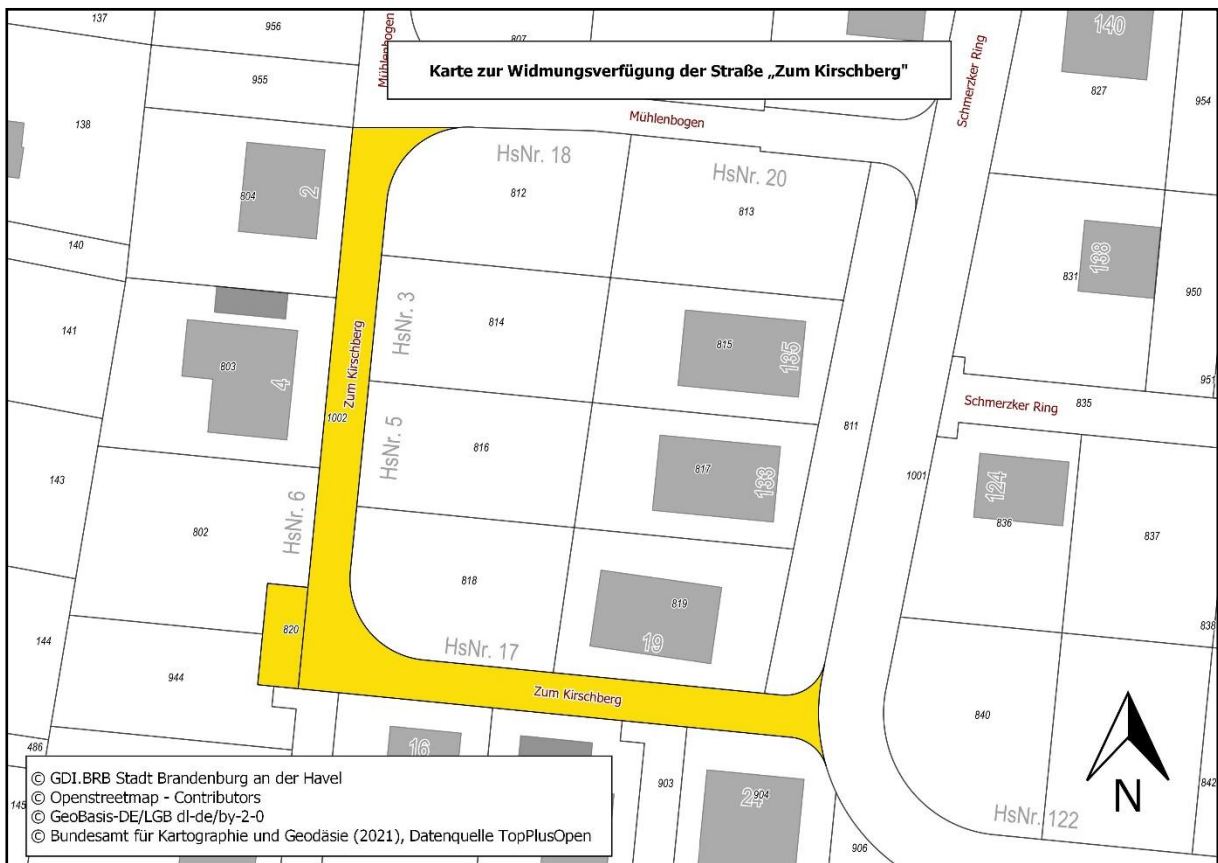 137
956
Mühlenbogen
807
140
Karte zur Widmungsverfügung der Straße „Zum Kirschberg"
Schmerzker Ring
827
954
955
138
Mühlenbogen
HsNr. 18
HsNr. 20
804
2
812
813
140
831
138
950
141
803
4
Zum Kirschberg
1002
HsNr. 3
814
815
135
951
Schmerzker Ring
835
143
HsNr. 5
816
817
133
811
1001
124
836
837
802
HsNr. 6
818
819
19
820
838
144
944
HsNr. 17
Zum Kirschberg
840
486
16
145
903
24
904
906
842
N
HsNr. 122
© GDI.BRB Stadt Brandenburg an der Havel
© Openstreetmap - Contributors
© GeoBasis-DE/LGB dl-de/by-2-0
© Bundesamt für Kartographie und Geodäsie (2021), Datenquelle TopPlusOpen